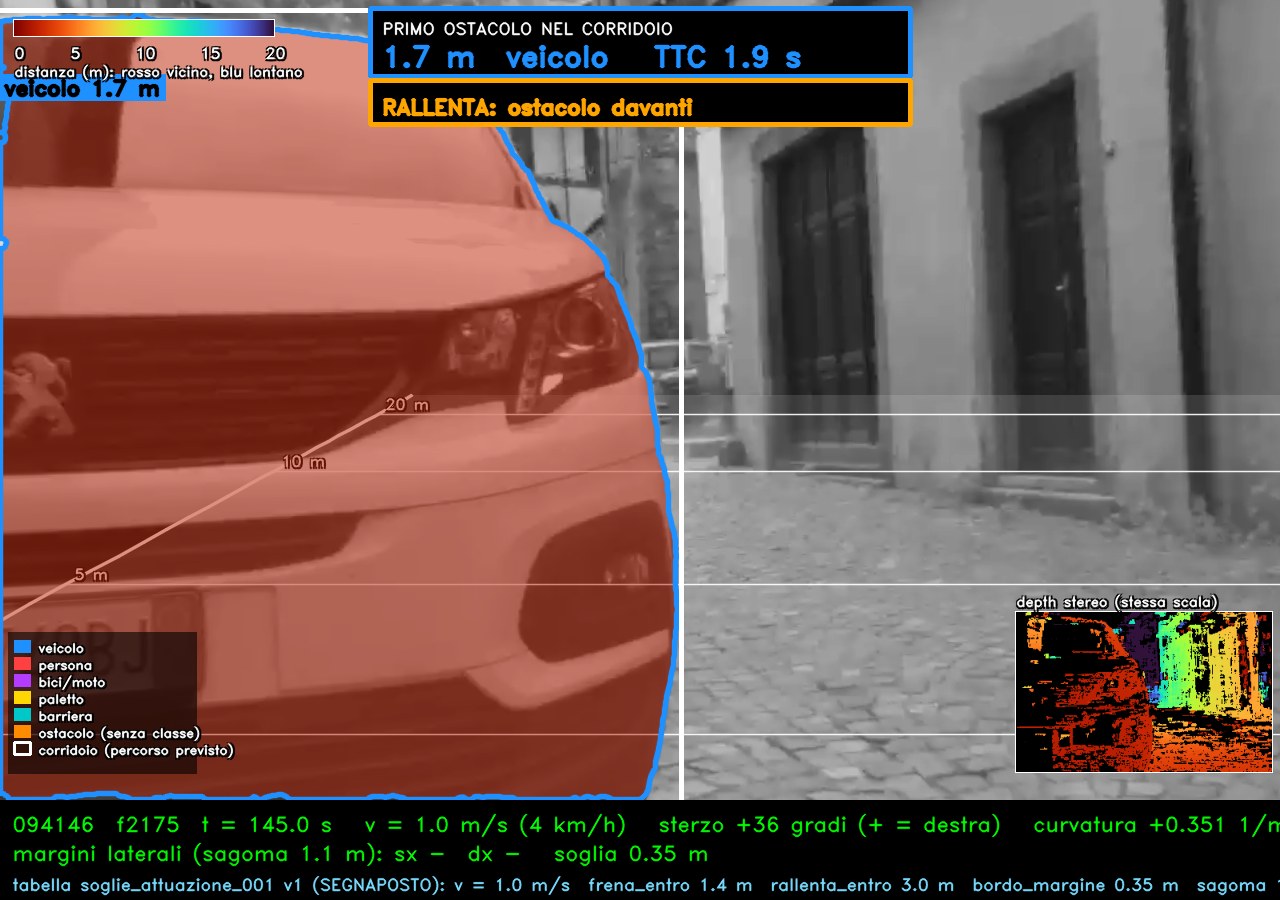 0 5 10 15 20
distanza (m): rosso vicino, blu lontano
veicolo 1.7 m
PRIMO OSTACOLO NEL CORRIDOIO
1.7 m veicolo TTC 1.9 s
RALLENTA: ostacolo davanti
20 m
10 m
5 m
depth stereo (stessa scala)
veicolo
persona
bici/moto
paletto
barriera
ostacolo (senza classe)
corridoio (percorso previsto)
094146 f2175 t = 145.0 s v = 1.0 m/s (4 km/h) sterzo +36 gradi (+ = destra) curvatura +0.351 1/m
margini laterali (sagoma 1.1 m): sx - dx - soglia 0.35 m
tabella soglie_attuazione_001 v1 (SEGNAPOSTO): v = 1.0 m/s frena_entro 1.4 m rallenta_entro 3.0 m bordo_margine 0.35 m sagoma